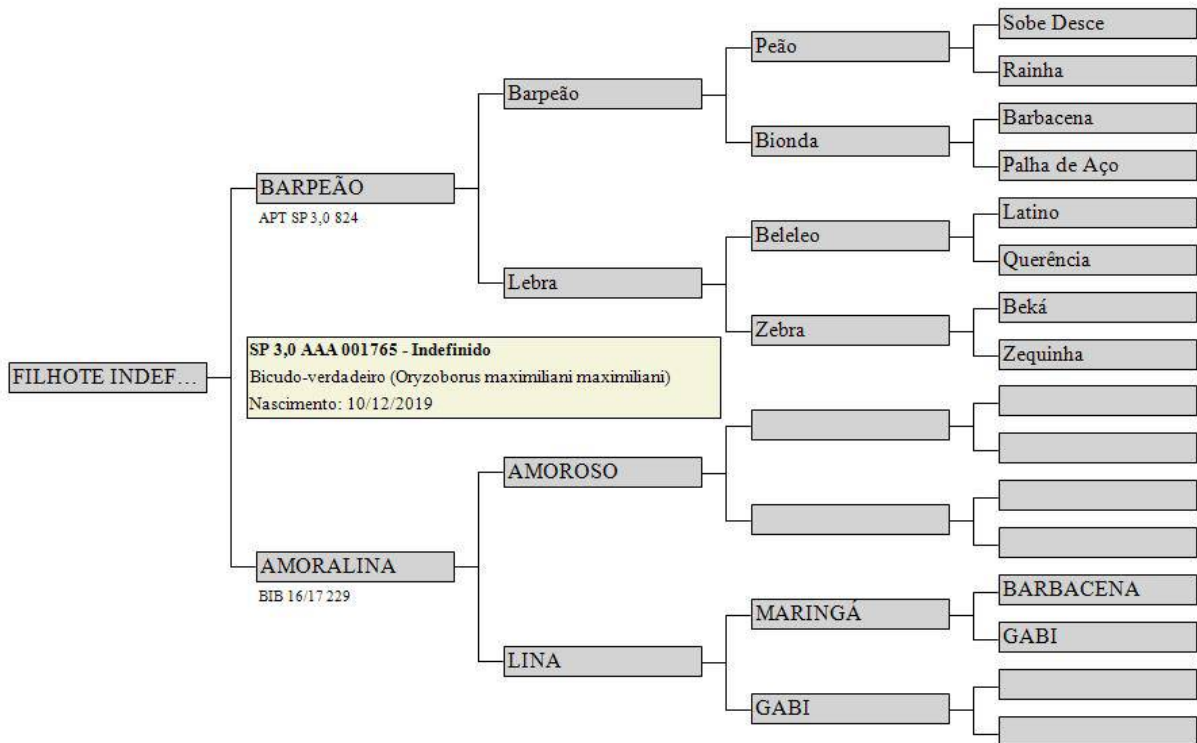 Sobe Desce
Peão
Rainha
Barpeão
Barbacena
Bionda
Palha de Aço
BARPEÃO
APT SP 3,0 824
Latino
Beleleo
Querência
Lebra
Beká
Zebra
Zequinha
SP 3,0 AAA 001765 - Indefinido
Bicudo-verdadeiro (Oryzoborus maximiliani maximiliani)
Nascimento: 10/12/2019
FILHOTE INDEF...
AMOROSO
AMORALINA
BIB 16/17 229
BARBACENA
MARINGÁ
GABI
LINA
GABI